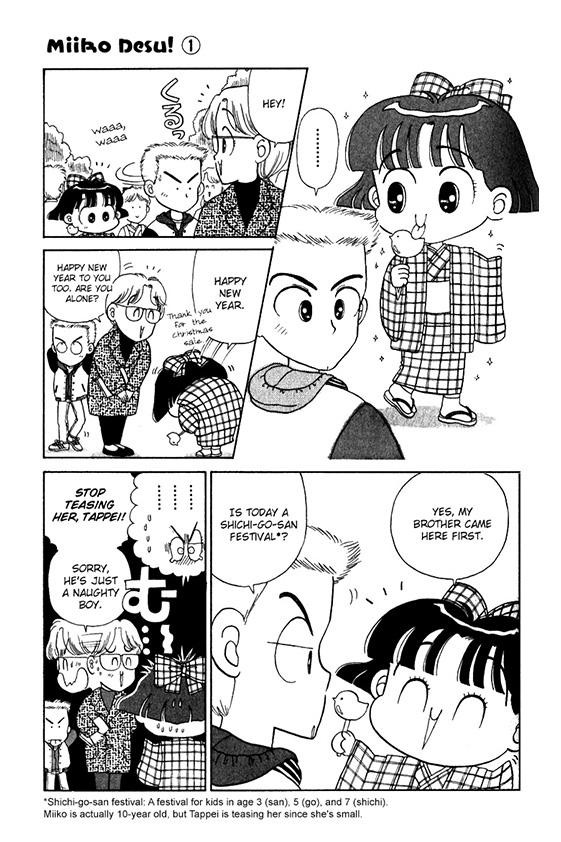 Miiko Desu! ①
.......
HEY!
くるっ
waaa,
waaa
HAPPY
NEW
YEAR.
Thank you
for the
christmas
sale
HAPPY NEW
YEAR TO YOU
TOO. ARE YOU
ALONE?
YES, MY
BROTHER CAME
HERE FIRST.
IS TODAY A
SHICHI-GO-SAN
FESTIVAL*?
STOP
TEASING
HER, TAPPEI!
SORRY,
HE'S JUST
A NAUGHTY
BOY.
む
*Shichi-go-san festival: A festival for kids in age 3 (san), 5 (go), and 7 (shichi).
Miiko is actually 10-year old, but Tappei is teasing her since she's small.